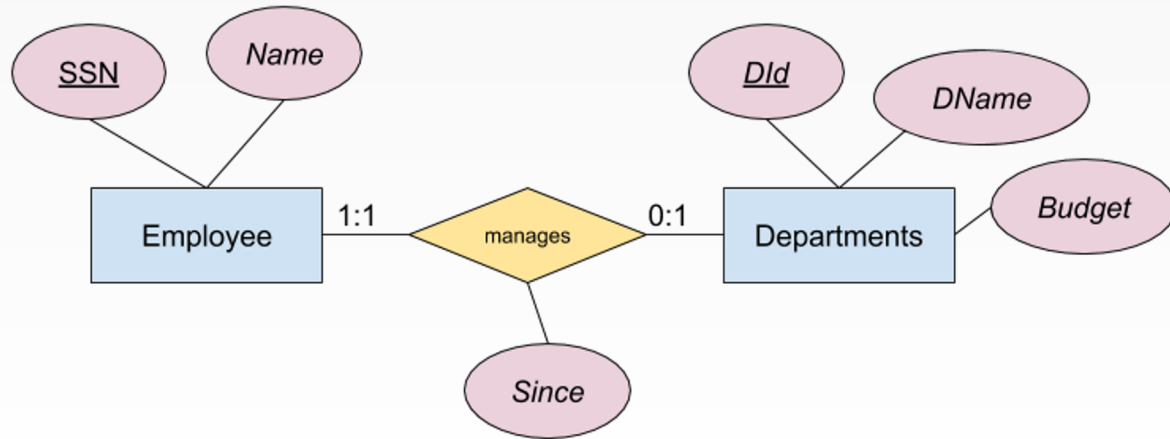 SSN
Name
DId
DName
Budget
Employee
1:1
manages
0:1
Departments
Since